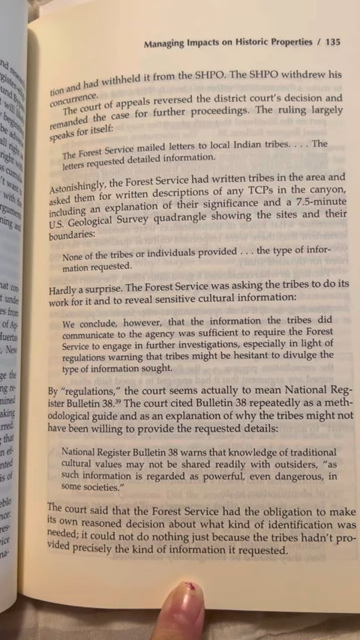 Managing Impacts on Historic Properties / 135
tion and had withheld it from the SHPO. The SHPO withdrew his
concurrence.
The court of appeals reversed the district court's decision and
remanded the case for further proceedings. The ruling largely
speaks for itself:
The Forest Service mailed letters to local Indian tribes. . . . The
letters requested detailed information.
Astonishingly, the Forest Service had written tribes in the area and
asked them for written descriptions of any TCPs in the canyon,
including an explanation of their significance and a 7.5-minute
U.S. Geological Survey quadrangle showing the sites and their
boundaries:
None of the tribes or individuals provided . . . the type of infor-
mation requested.
Hardly a surprise. The Forest Service was asking the tribes to do its
work for it and to reveal sensitive cultural information:
We conclude, however, that the information the tribes did
communicate to the agency was sufficient to require the Forest
Service to engage in further investigations, especially in light of
regulations warning that tribes might be hesitant to divulge the
type of information sought.
By "regulations," the court seems actually to mean National Reg-
ister Bulletin 38.³⁹ The court cited Bulletin 38 repeatedly as a meth-
odological guide and as an explanation of why the tribes might not
have been willing to provide the requested details:
National Register Bulletin 38 warns that knowledge of traditional
cultural values may not be shared readily with outsiders, "as
such information is regarded as powerful, even dangerous, in
some societies."
The court said that the Forest Service had the obligation to make
its own reasoned decision about what kind of identification was
needed; it could not do nothing just because the tribes hadn't pro-
vided precisely the kind of information it requested.